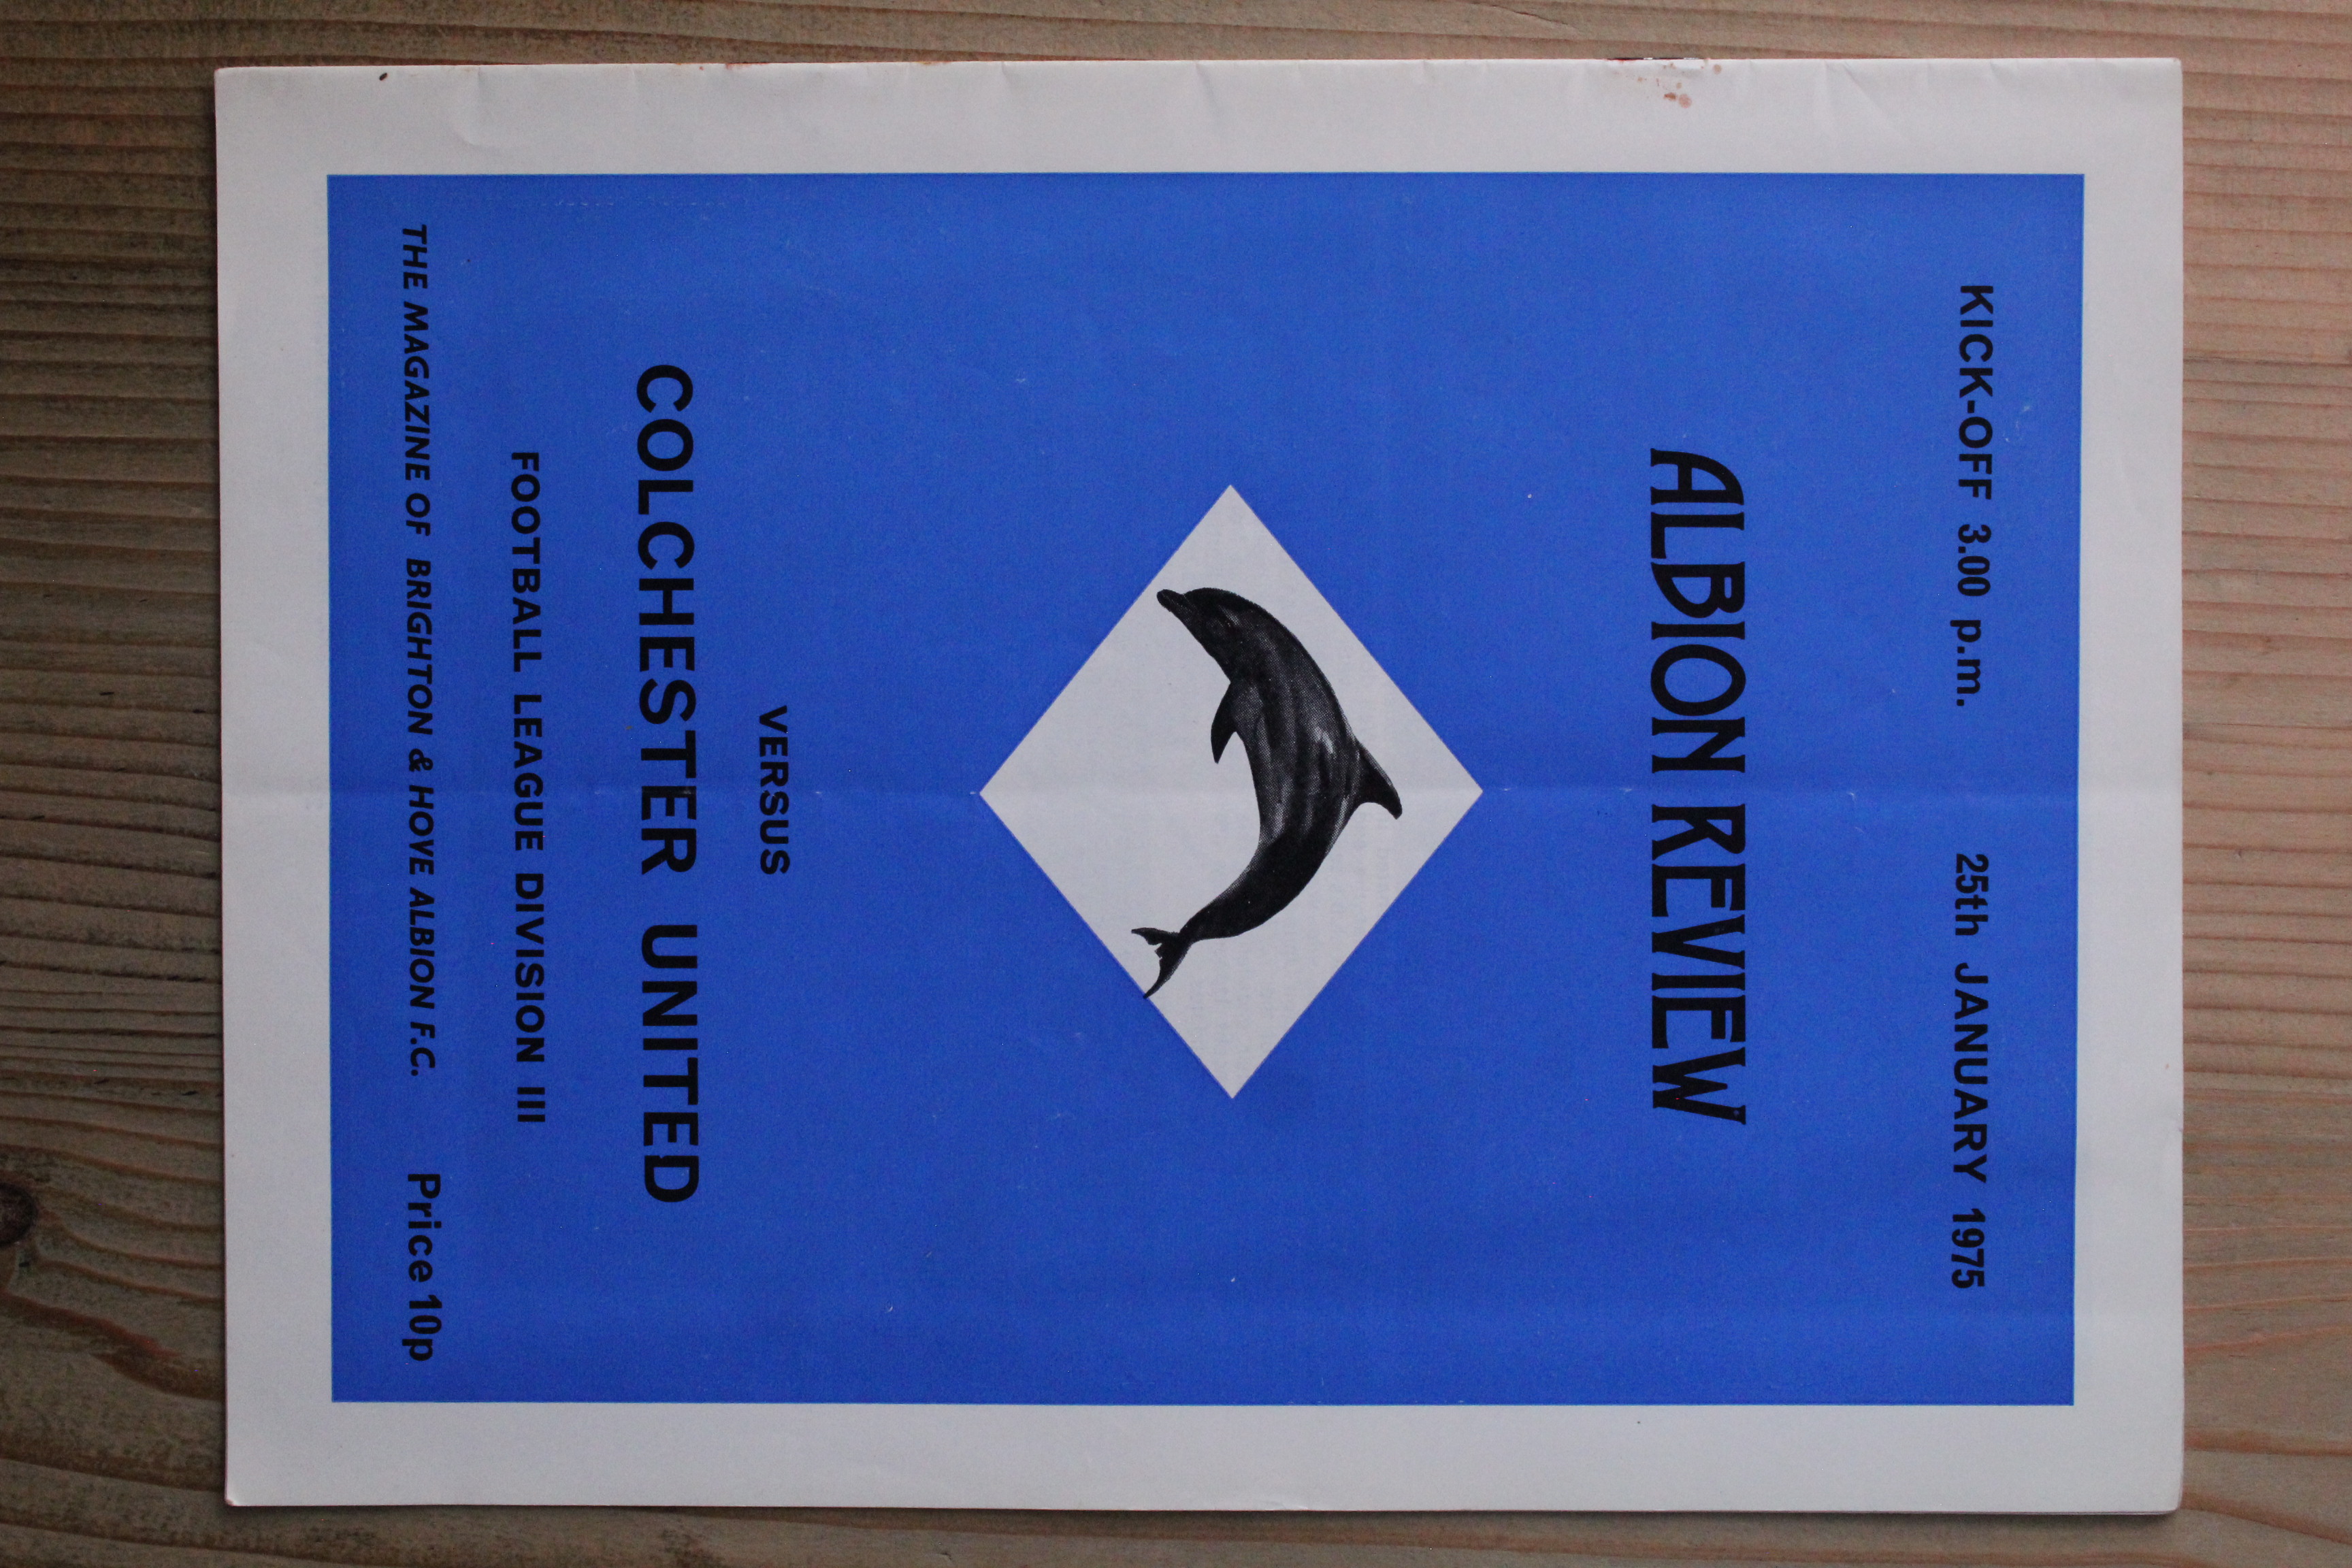 KICK-OFF 3.00 p.m. 25th JANUARY 1975
ALBION REVIEW
VERSUS
COLCHESTER UNITED
FOOTBALL LEAGUE DIVISION III
THE MAGAZINE OF BRIGHTON & HOVE ALBION F.C. Price 10p